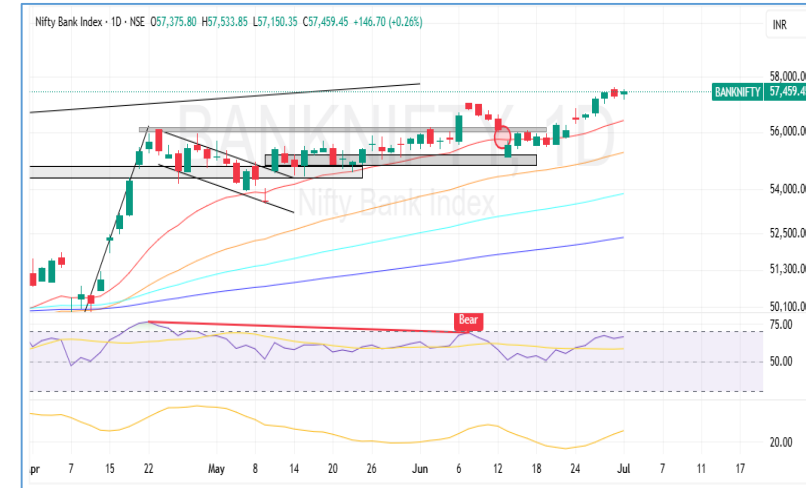 Nifty Bank Index · 1D · NSE O57,375.80 H57,533.85 L57,150.35 C57,459.45 +146.70 (+0.26%)
INR
58,000.00
BANKNIFTY 57,459.45
BANKNIFTY, 1D
56,000.00
Nifty Bank Index
54,000.00
52,500.00
51,300.00
50,100.00
Bear
75.00
50.00
20.00
pr 7 15 22 May 8 14 20 26 Jun 6 12 18 24 Jul 7 11 17